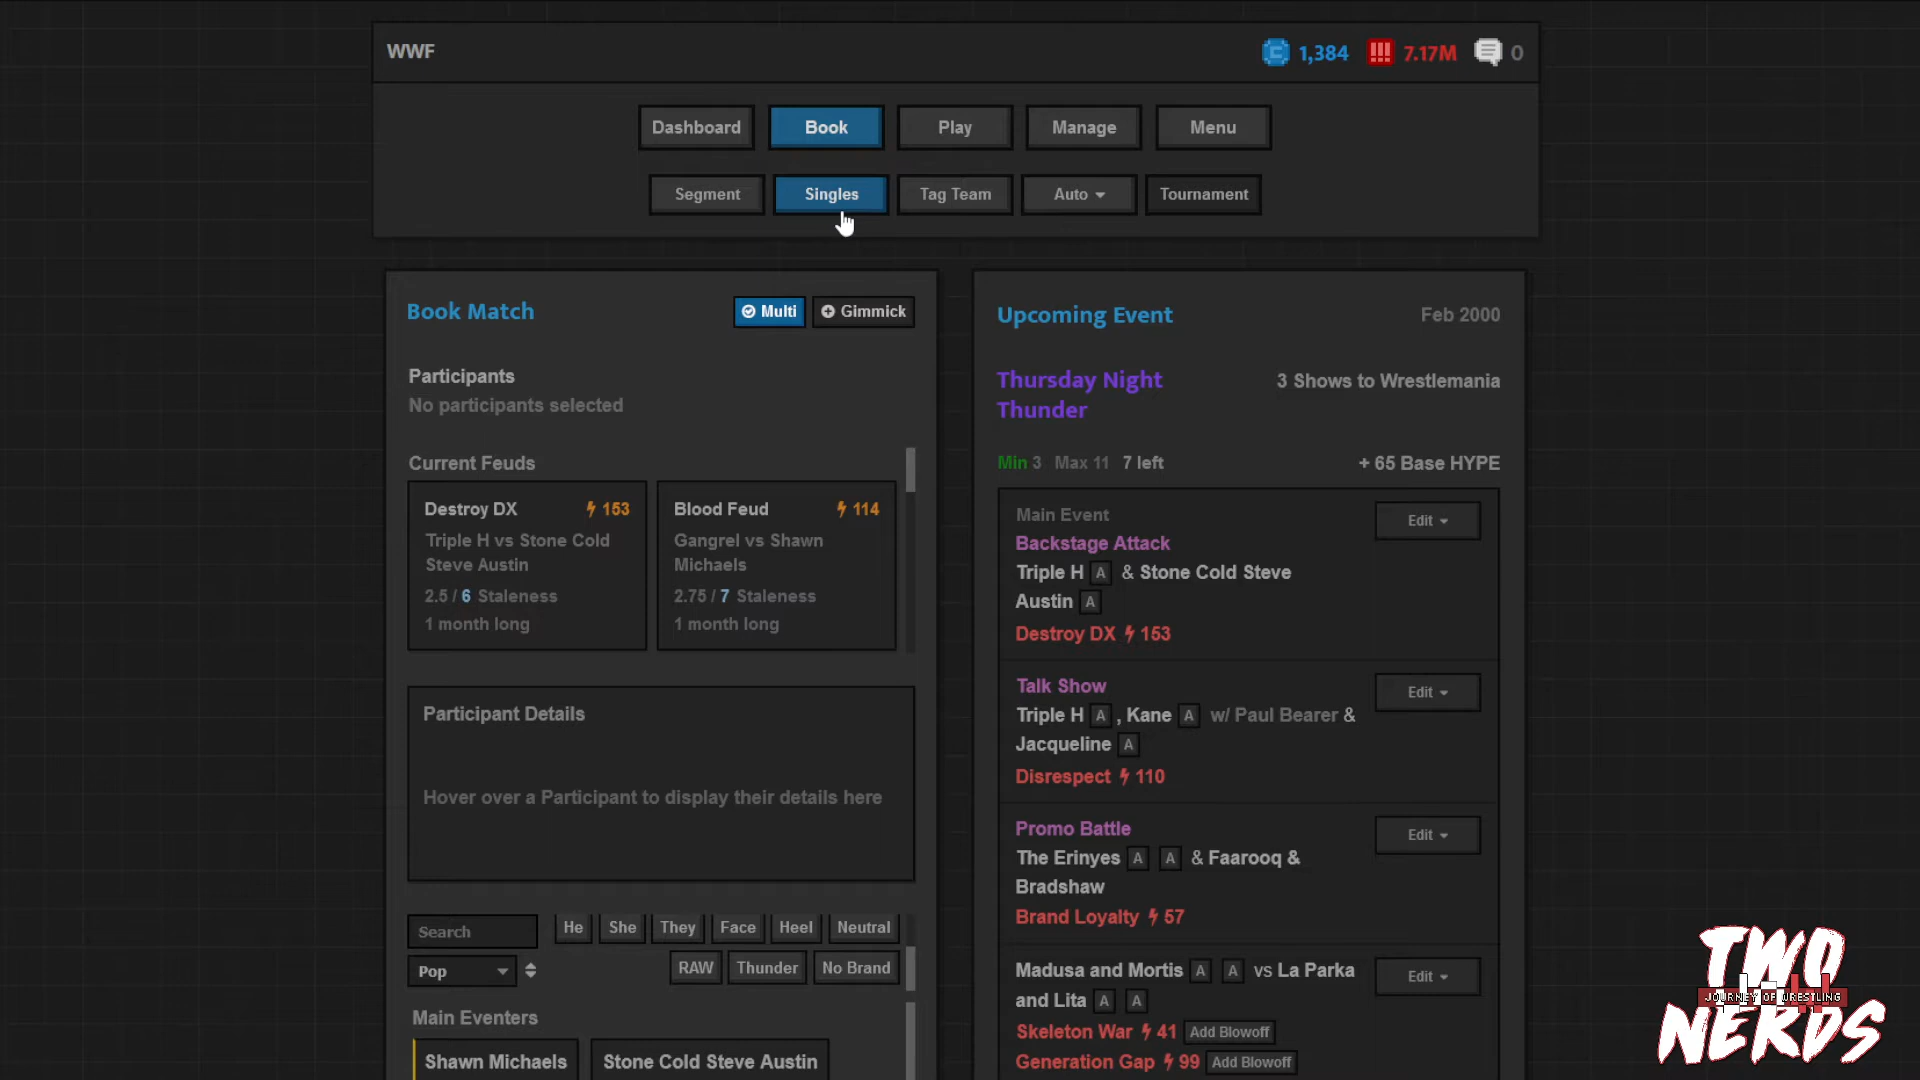 WWF
1,384 7.17M 0
Dashboard Book Play Manage Menu
Segment Singles Tag Team Auto Tournament
Book Match Multi Gimmick
Participants
No participants selected
Current Feuds
Destroy DX 153
Triple H vs Stone Cold
Steve Austin
2.5 / 6 Staleness
1 month long
Blood Feud 114
Gangrel vs Shawn
Michaels
2.75 / 7 Staleness
1 month long
Participant Details
Hover over a Participant to display their details here
Search He She They Face Heel Neutral
Pop RAW Thunder No Brand
Main Eventers
Shawn Michaels Stone Cold Steve Austin
Upcoming Event Feb 2000
Thursday Night
Thunder
3 Shows to Wrestlemania
Min 3 Max 11 7 left + 65 Base HYPE
Main Event Edit
Backstage Attack
Triple H A & Stone Cold Steve
Austin A
Destroy DX 153
Talk Show Edit
Triple H A , Kane A w/ Paul Bearer &
Jacqueline A
Disrespect 110
Promo Battle Edit
The Erinyes A A & Faarooq &
Bradshaw
Brand Loyalty 57
Madusa and Mortis A A vs La Parka Edit
and Lita A A
Skeleton War 41 Add Blowoff
Generation Gap 99 Add Blowoff
TWO
JOURNEY OF WRESTLING
NERDS